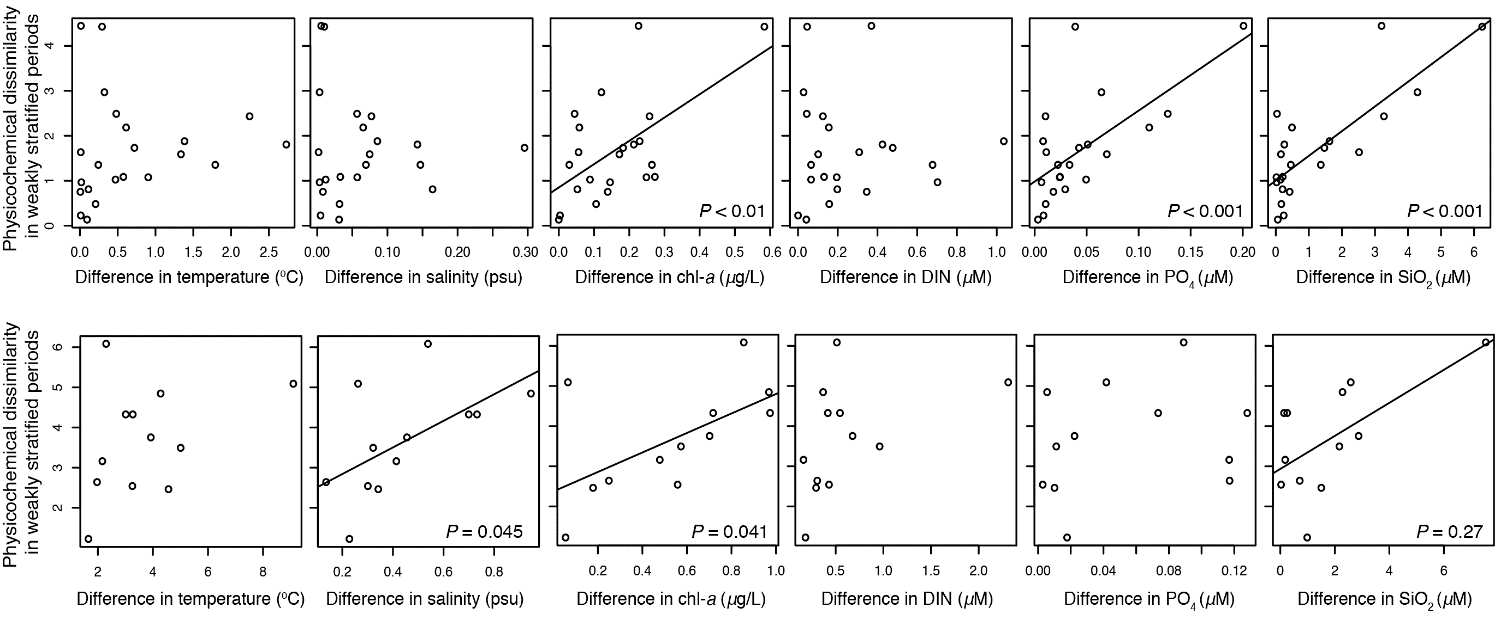 Physicochemical dissimilarity
in weakly stratified periods
0 1 2 3 4
P < 0.01
P < 0.001
P < 0.001
0.0 0.5 1.0 1.5 2.0 2.5
0.00 0.10 0.20 0.30
0.0 0.1 0.2 0.3 0.4 0.5 0.6
0.0 0.2 0.4 0.6 0.8 1.0
0.00 0.05 0.10 0.15 0.20
0 1 2 3 4 5 6
Difference in temperature (ºC)
Difference in salinity (psu)
Difference in chl-a (µg/L)
Difference in DIN (µM)
Difference in PO₄ (µM)
Difference in SiO₂ (µM)
Physicochemical dissimilarity
in weakly stratified periods
2 3 4 5 6
P = 0.045
P = 0.041
P = 0.27
2 4 6 8
0.2 0.4 0.6 0.8
0.2 0.4 0.6 0.8 1.0
0.5 1.0 1.5 2.0
0.00 0.04 0.08 0.12
0 2 4 6
Difference in temperature (ºC)
Difference in salinity (psu)
Difference in chl-a (µg/L)
Difference in DIN (µM)
Difference in PO₄ (µM)
Difference in SiO₂ (µM)